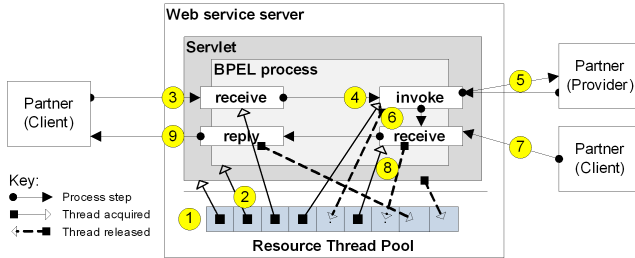 Web service server
Servlet
BPEL process
Partner
(Client)
3
receive
4
invoke
5
Partner
(Provider)
6
9
reply
receive
7
Partner
(Client)
8
Key:
Process step
Thread acquired
Thread released
2
1
Resource Thread Pool